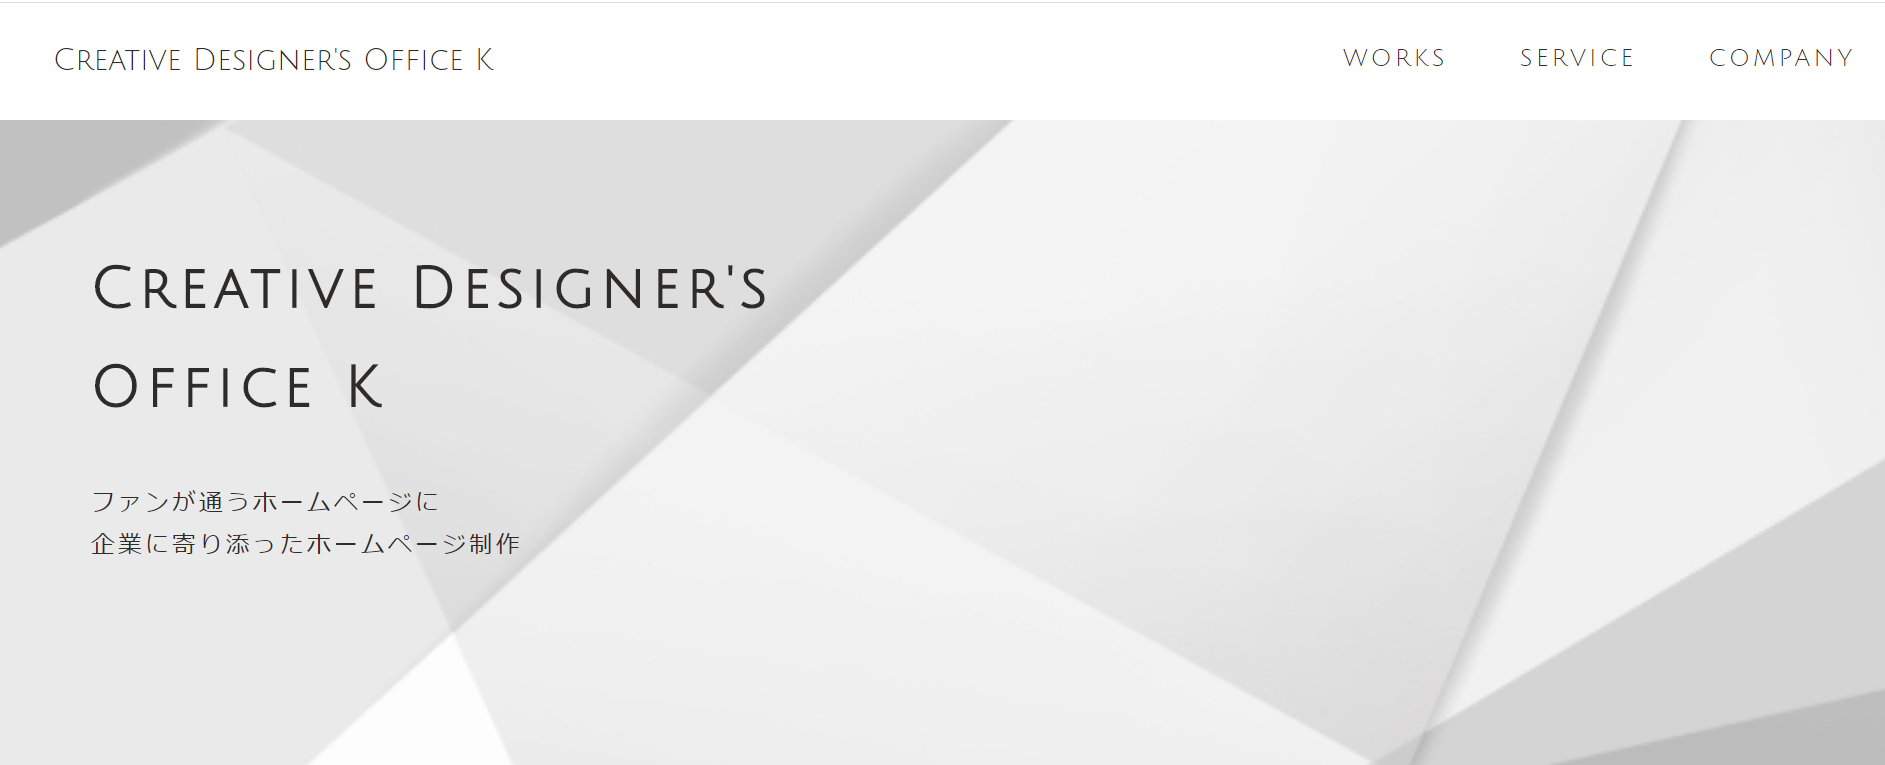 Creative Designer's Office K
WORKS
SERVICE
COMPANY
Creative Designer's
Office K
ファンが通うホームページに
企業に寄り添ったホームページ制作